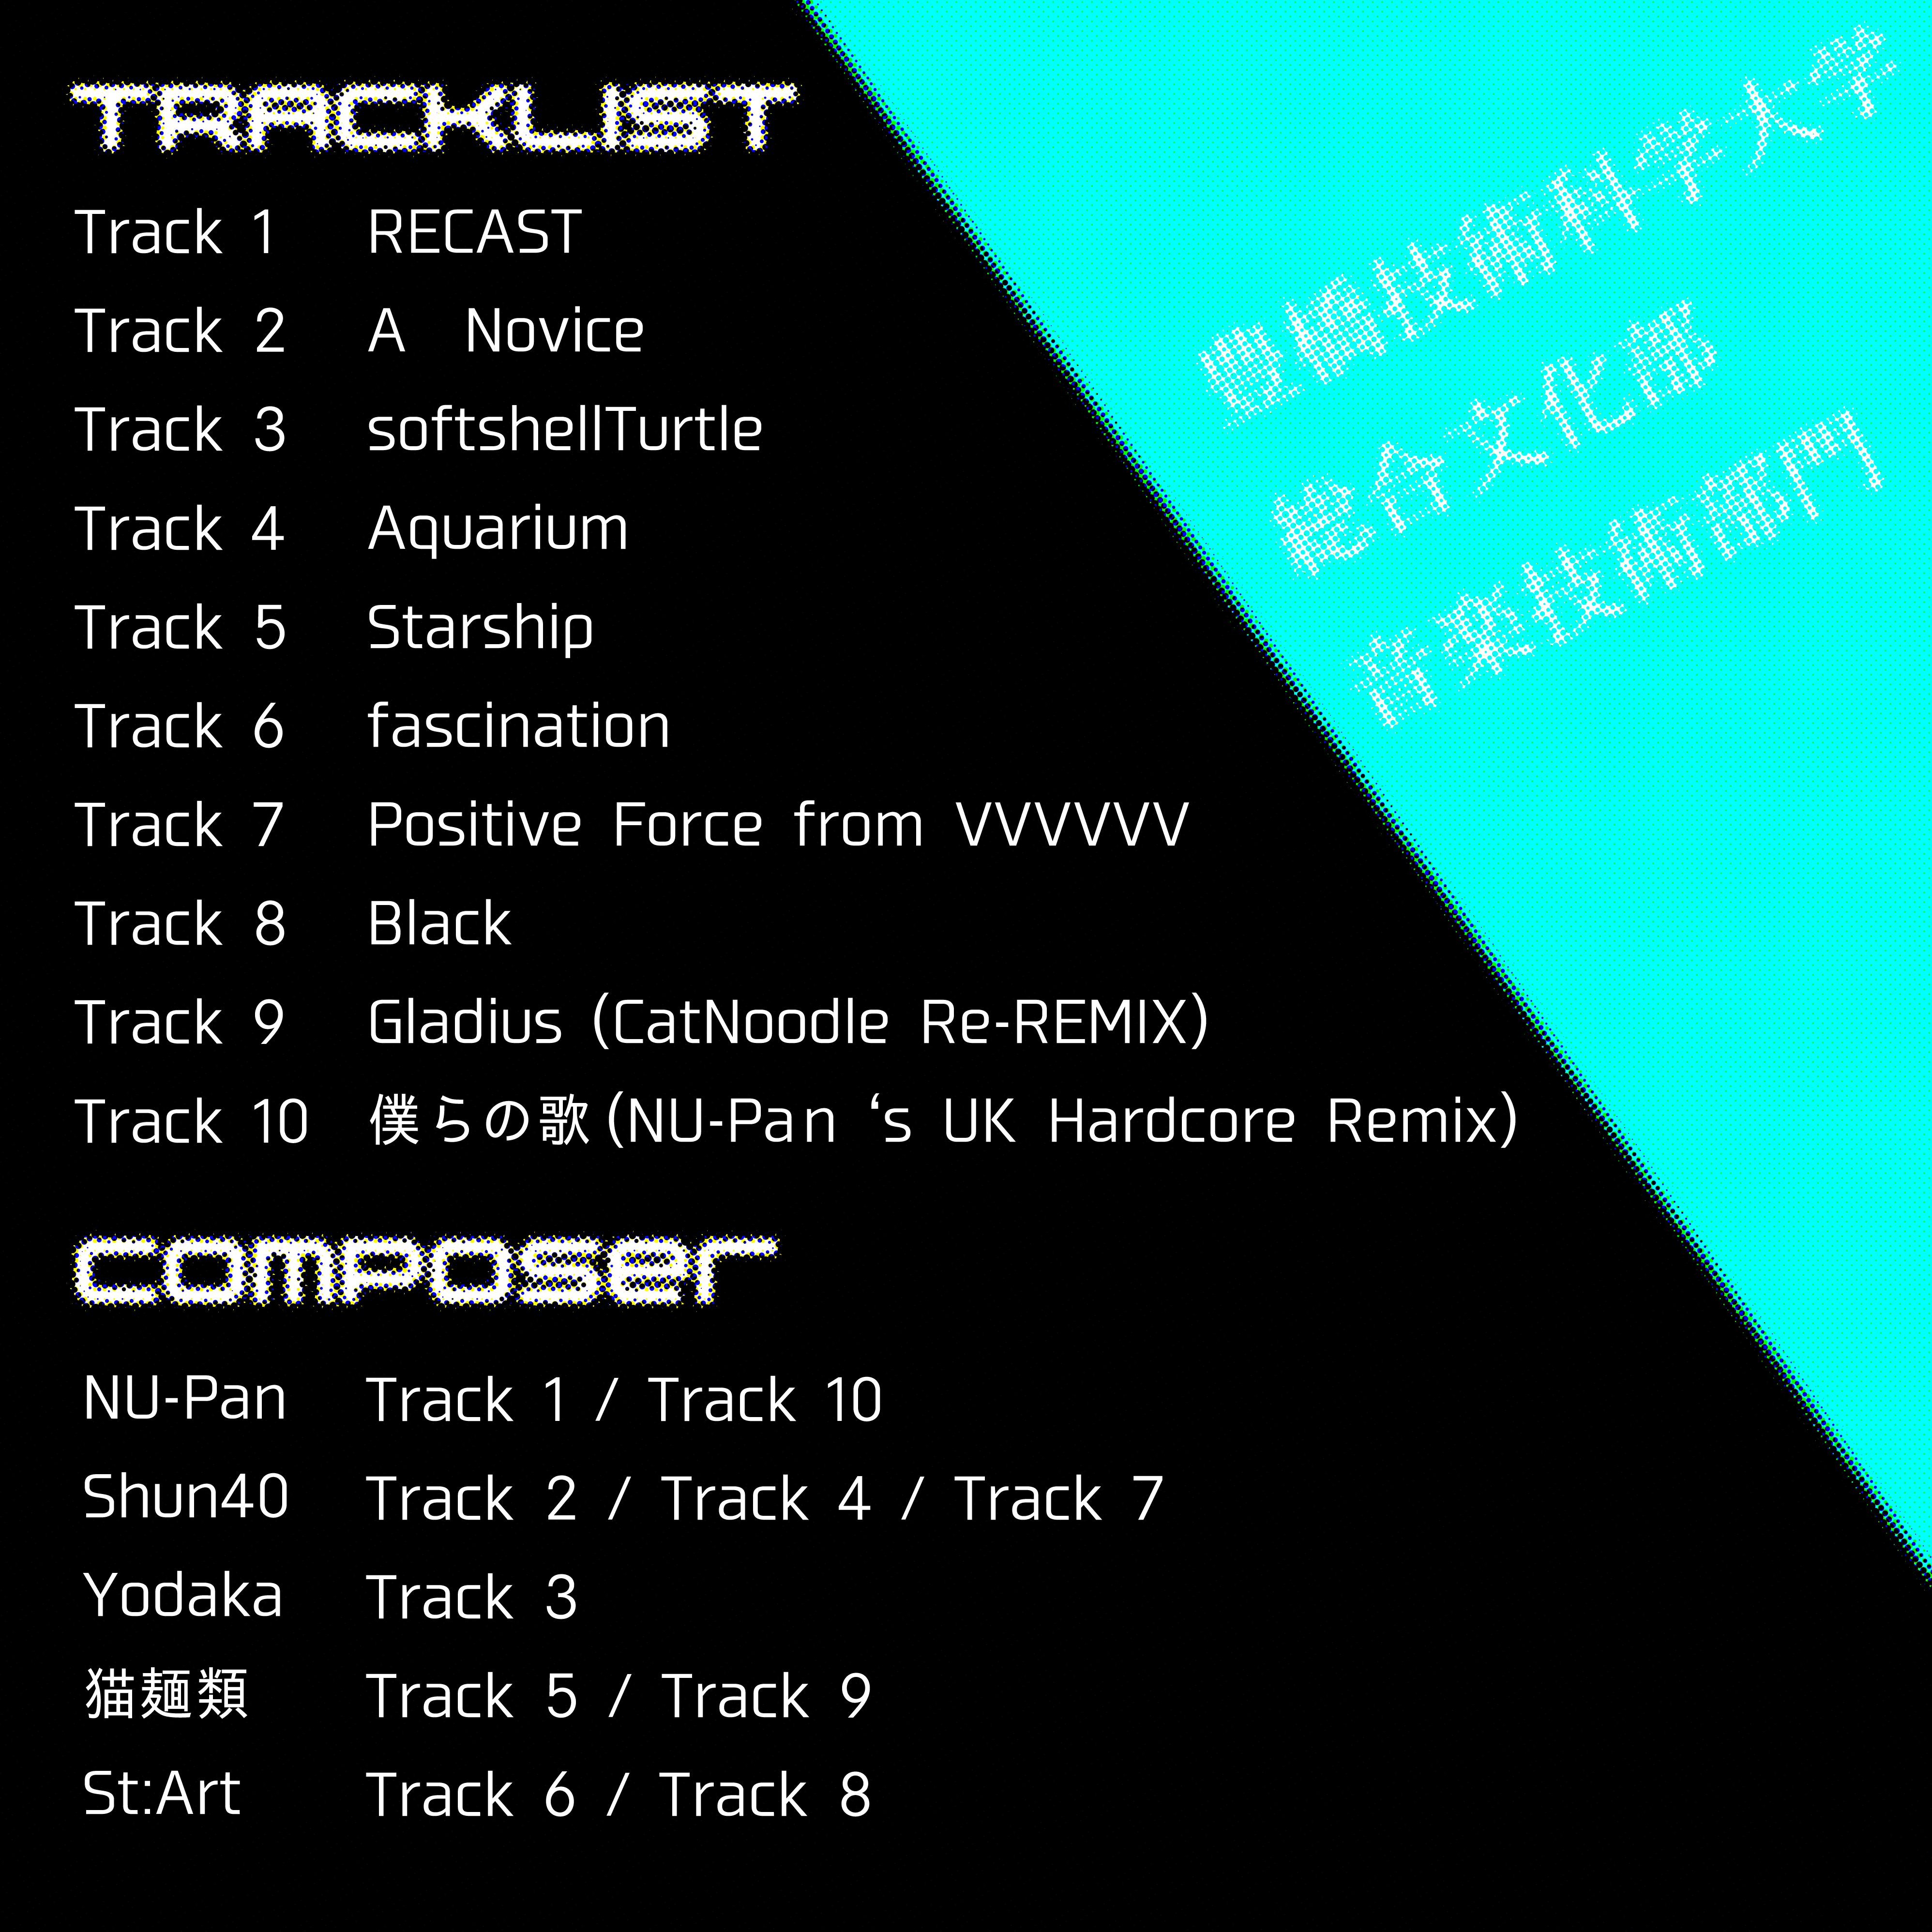 TRACKLIST
Track 1 RECAST
Track 2 A Novice
Track 3 softshellTurtle
Track 4 Aquarium
Track 5 Starship
Track 6 fascination
Track 7 Positive Force from VVVVVV
Track 8 Black
Track 9 Gladius (CatNoodle Re-REMIX)
Track 10 僕らの歌(NU-Pan ‘s UK Hardcore Remix)
豊橋技術科学大学
総合文化部
音楽技術部門
COMPOSER
NU-Pan Track 1 / Track 10
Shun40 Track 2 / Track 4 / Track 7
Yodaka Track 3
猫麺類 Track 5 / Track 9
St:Art Track 6 / Track 8